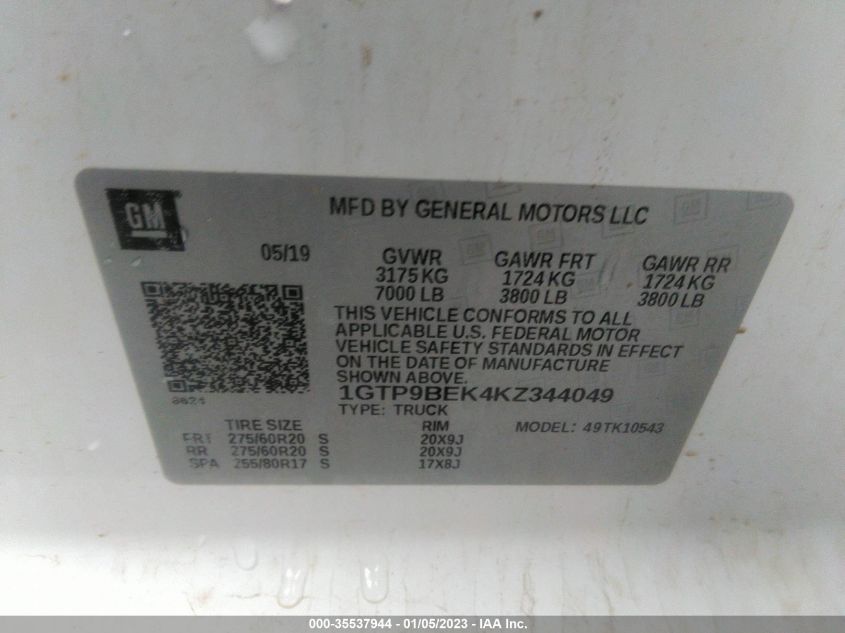 GM
MFD BY GENERAL MOTORS LLC
05/19
GVWR
3175 KG
7000 LB
GAWR FRT
1724 KG
3800 LB
GAWR RR
1724 KG
3800 LB
THIS VEHICLE CONFORMS TO ALL
APPLICABLE U.S. FEDERAL MOTOR
VEHICLE SAFETY STANDARDS IN EFFECT
ON THE DATE OF MANUFACTURE
SHOWN ABOVE.
1GTP9BEK4KZ344049
TYPE: TRUCK
MODEL: 49TK10543
TIRE SIZE RIM
FRT 275/60R20 S 20X9J
RR 275/60R20 S 20X9J
SPA 255/80R17 S 17X8J
000-35537944 - 01/05/2023 - IAA Inc.